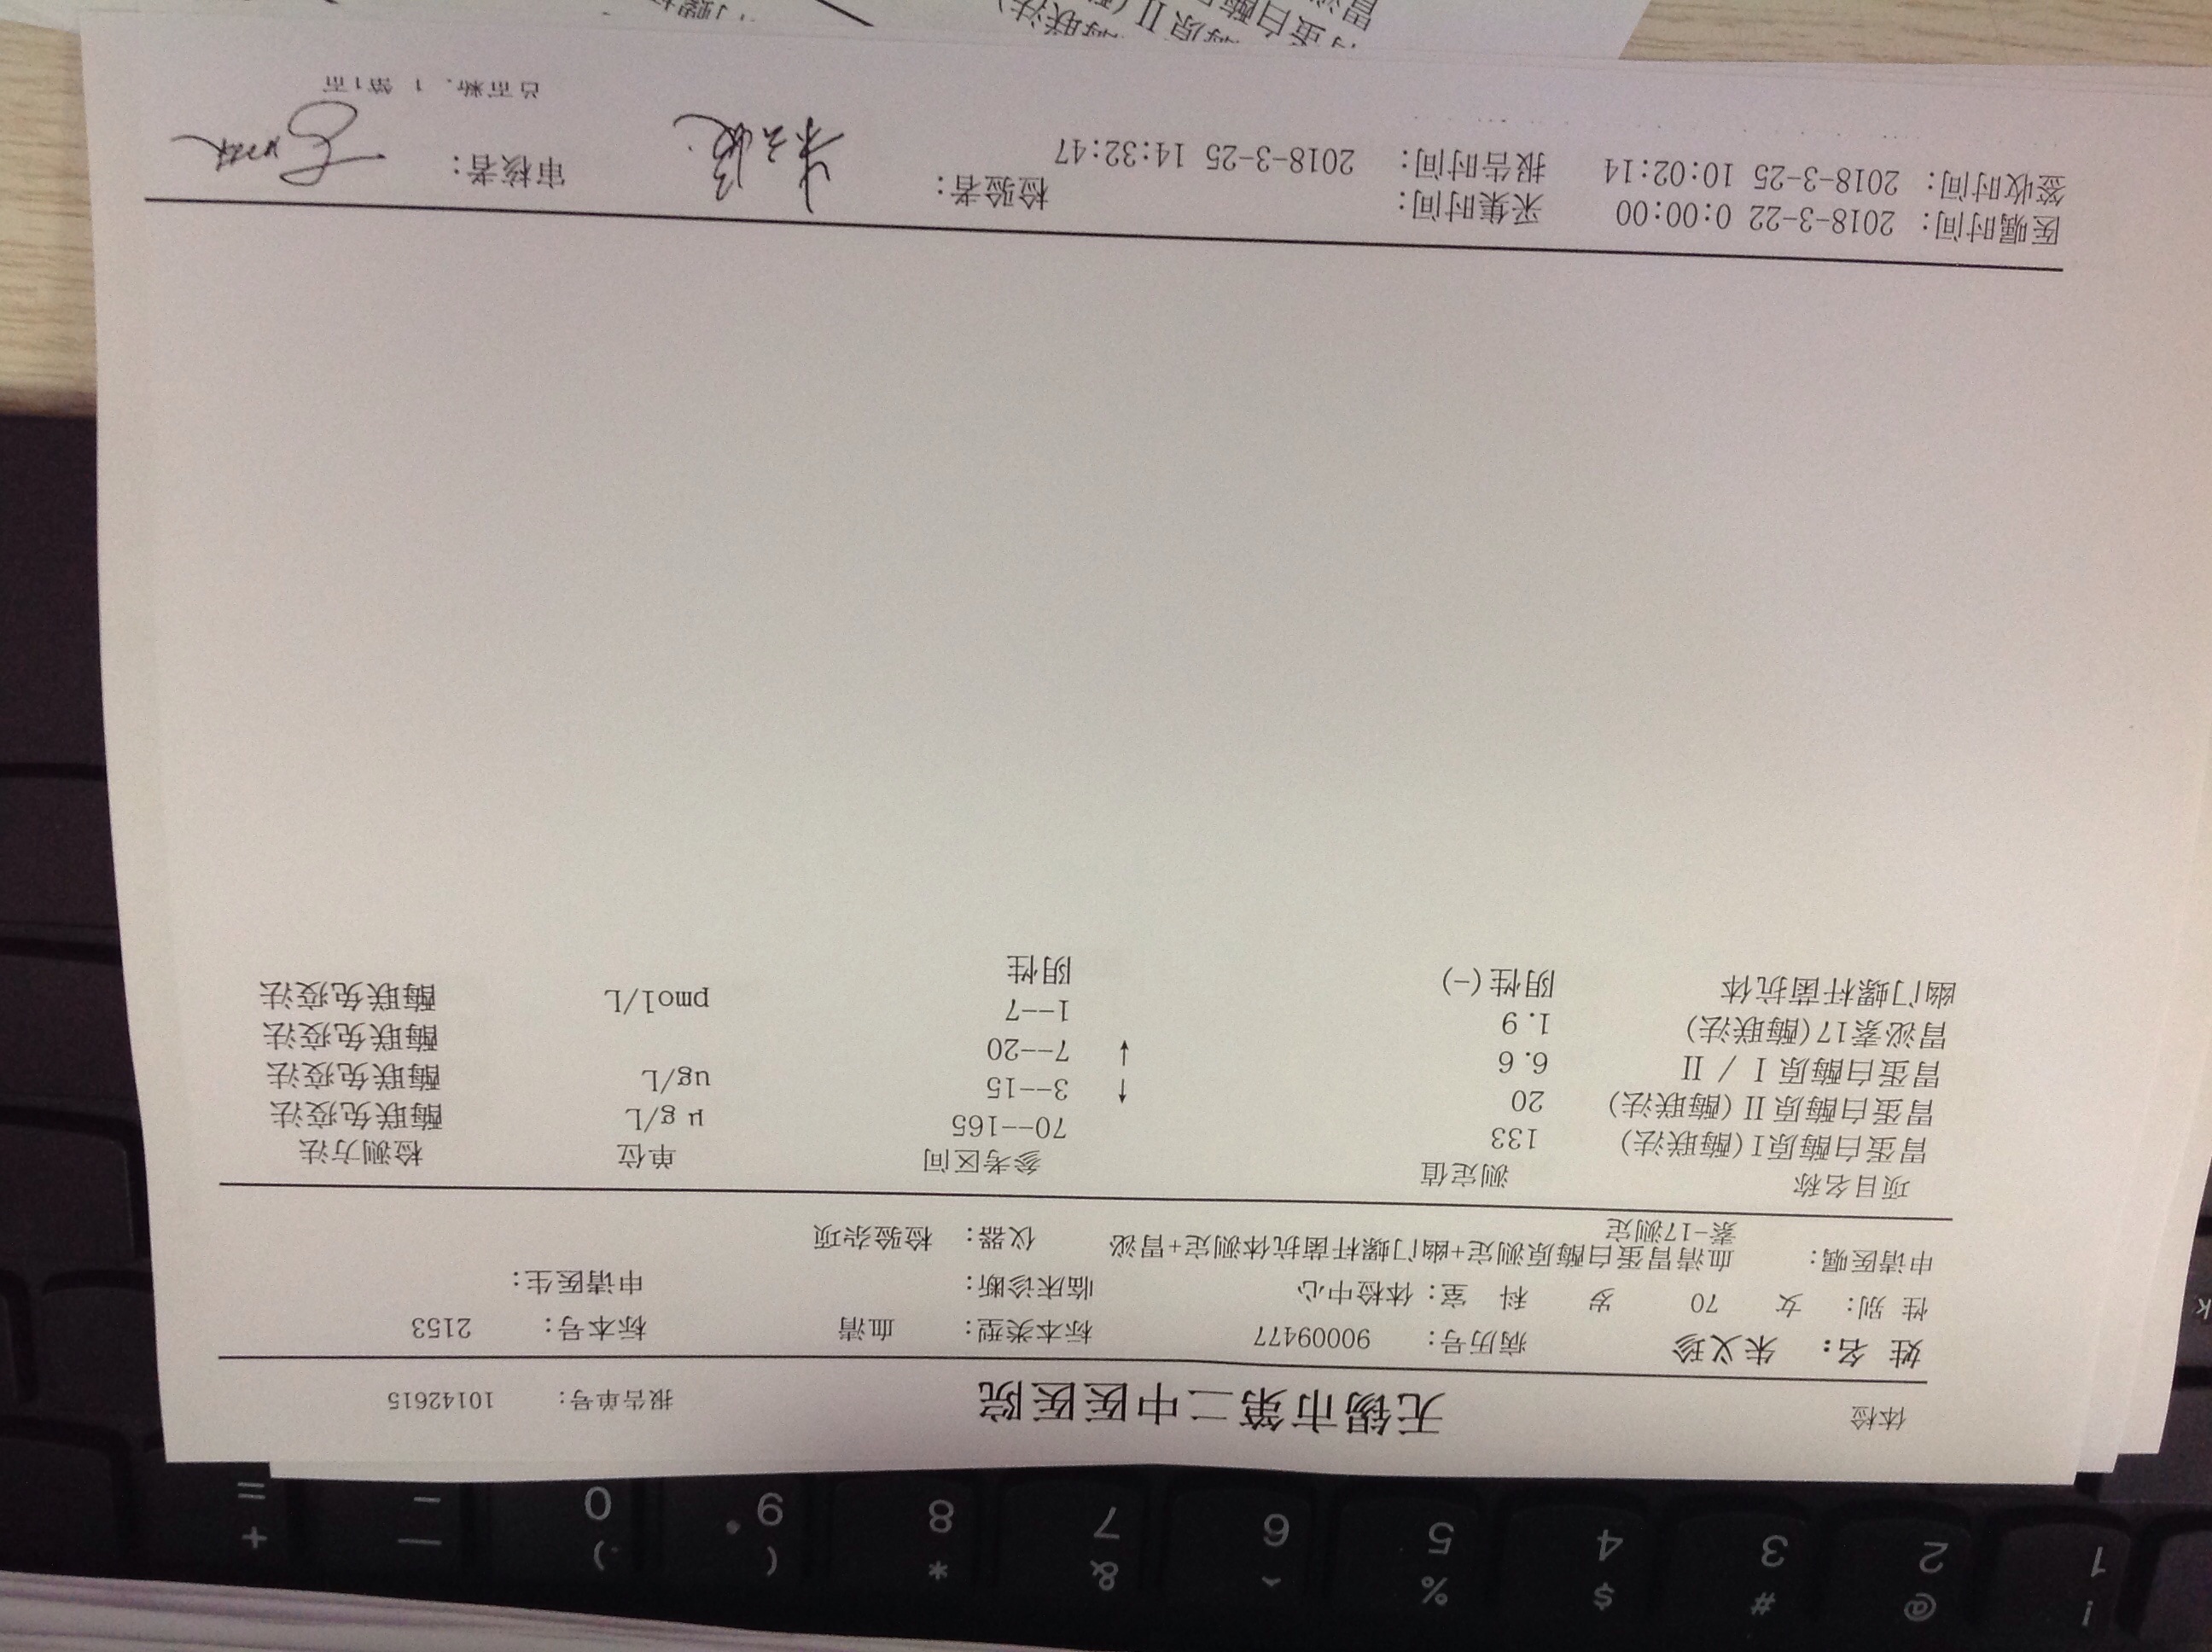 ! @ # $ % ^ & * ( ) — +
1 2 3 4 5 6 7 8 9 0 - =
k
体检 无锡市第二中医医院 报告单号: 10142615
姓 名: 朱义珍 病历号: 90009477 标本类型: 血清 标本号: 2153
性 别: 女 70 岁 科 室: 体检中心 临床诊断: 申请医生:
申请医嘱: 血清胃蛋白酶原测定+幽门螺杆菌抗体测定+胃泌
素-17测定 仪器: 检验杂项
项目名称 测定值 参考区间 单位 检测方法
胃蛋白酶原I(酶联法) 133 70--165 μg/L 酶联免疫法
胃蛋白酶原Ⅱ(酶联法) 20 ↑ 3--15 ug/L 酶联免疫法
胃蛋白酶原Ⅰ/Ⅱ 6.6 ↓ 7--20 酶联免疫法
胃泌素17(酶联法) 1.9 1--7 pmol/L 酶联免疫法
幽门螺杆菌抗体 阴性(-) 阴性
医嘱时间: 2018-3-22 0:00:00 采集时间: 检验者: 审核者:
签收时间: 2018-3-25 10:02:14 报告时间: 2018-3-25 14:32:47
总页数: 1 第1页
蛋白酶原Ⅱ(酶联法)